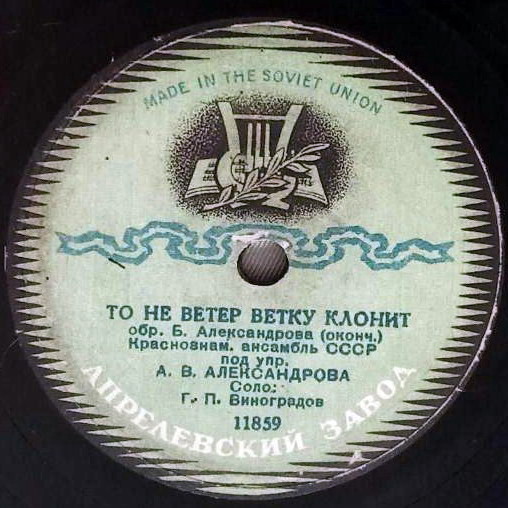 MADE IN THE SOVIET UNION
ТО НЕ ВЕТЕР ВЕТКУ КЛОНИТ
обр. Б. Александрова (оконч.)
Краснознам. ансамбль СССР
под упр.
А. В. АЛЕКСАНДРОВА
Соло:
Г. П. Виноградов
11859
АПРЕЛЕВСКИЙ ЗАВОД